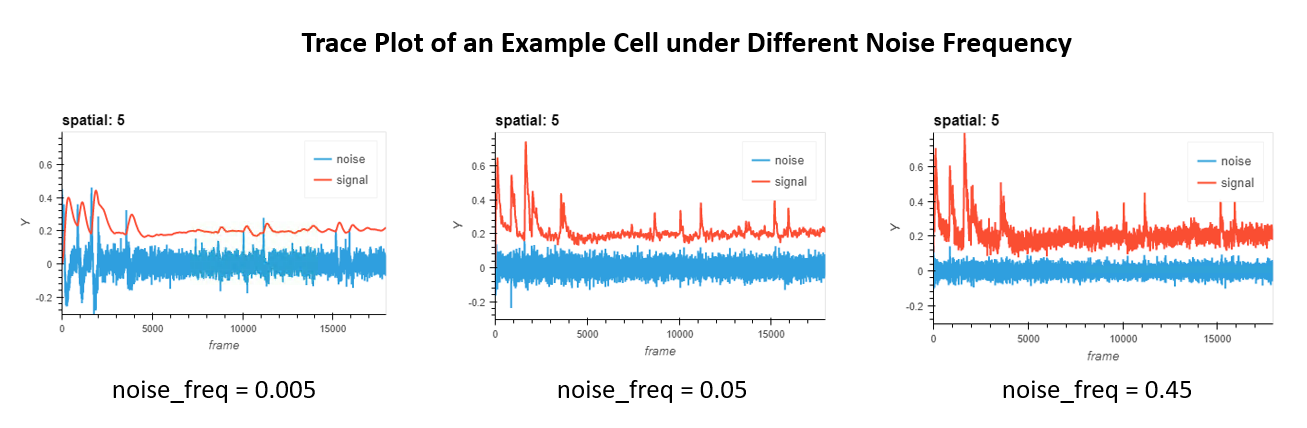 Trace Plot of an Example Cell under Different Noise Frequency
spatial: 5
noise
signal
0.6
0.4
0.2
0
-0.2
Y
0
5000
10000
15000
frame
noise_freq = 0.005
spatial: 5
noise
signal
0.6
0.4
0.2
0
-0.2
Y
0
5000
10000
15000
frame
noise_freq = 0.05
spatial: 5
noise
signal
0.6
0.4
0.2
0
-0.2
Y
0
5000
10000
15000
frame
noise_freq = 0.45